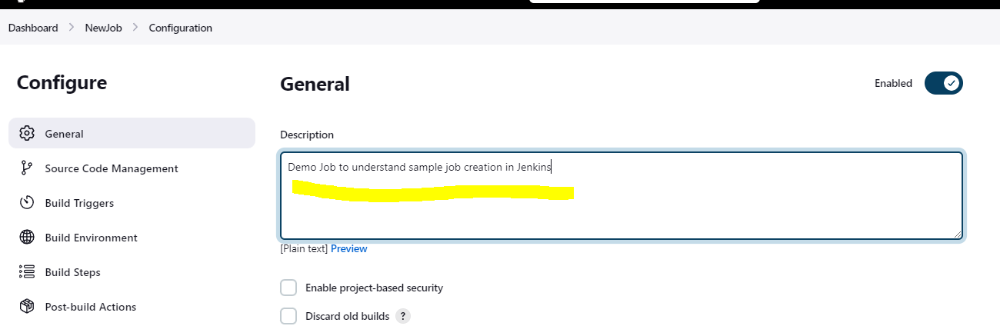 Dashboard > NewJob > Configuration
Configure
General
Source Code Management
Build Triggers
Build Environment
Build Steps
Post-build Actions
General
Enabled
Description
Demo Job to understand sample job creation in Jenkins
[Plain text] Preview
Enable project-based security
Discard old builds ?